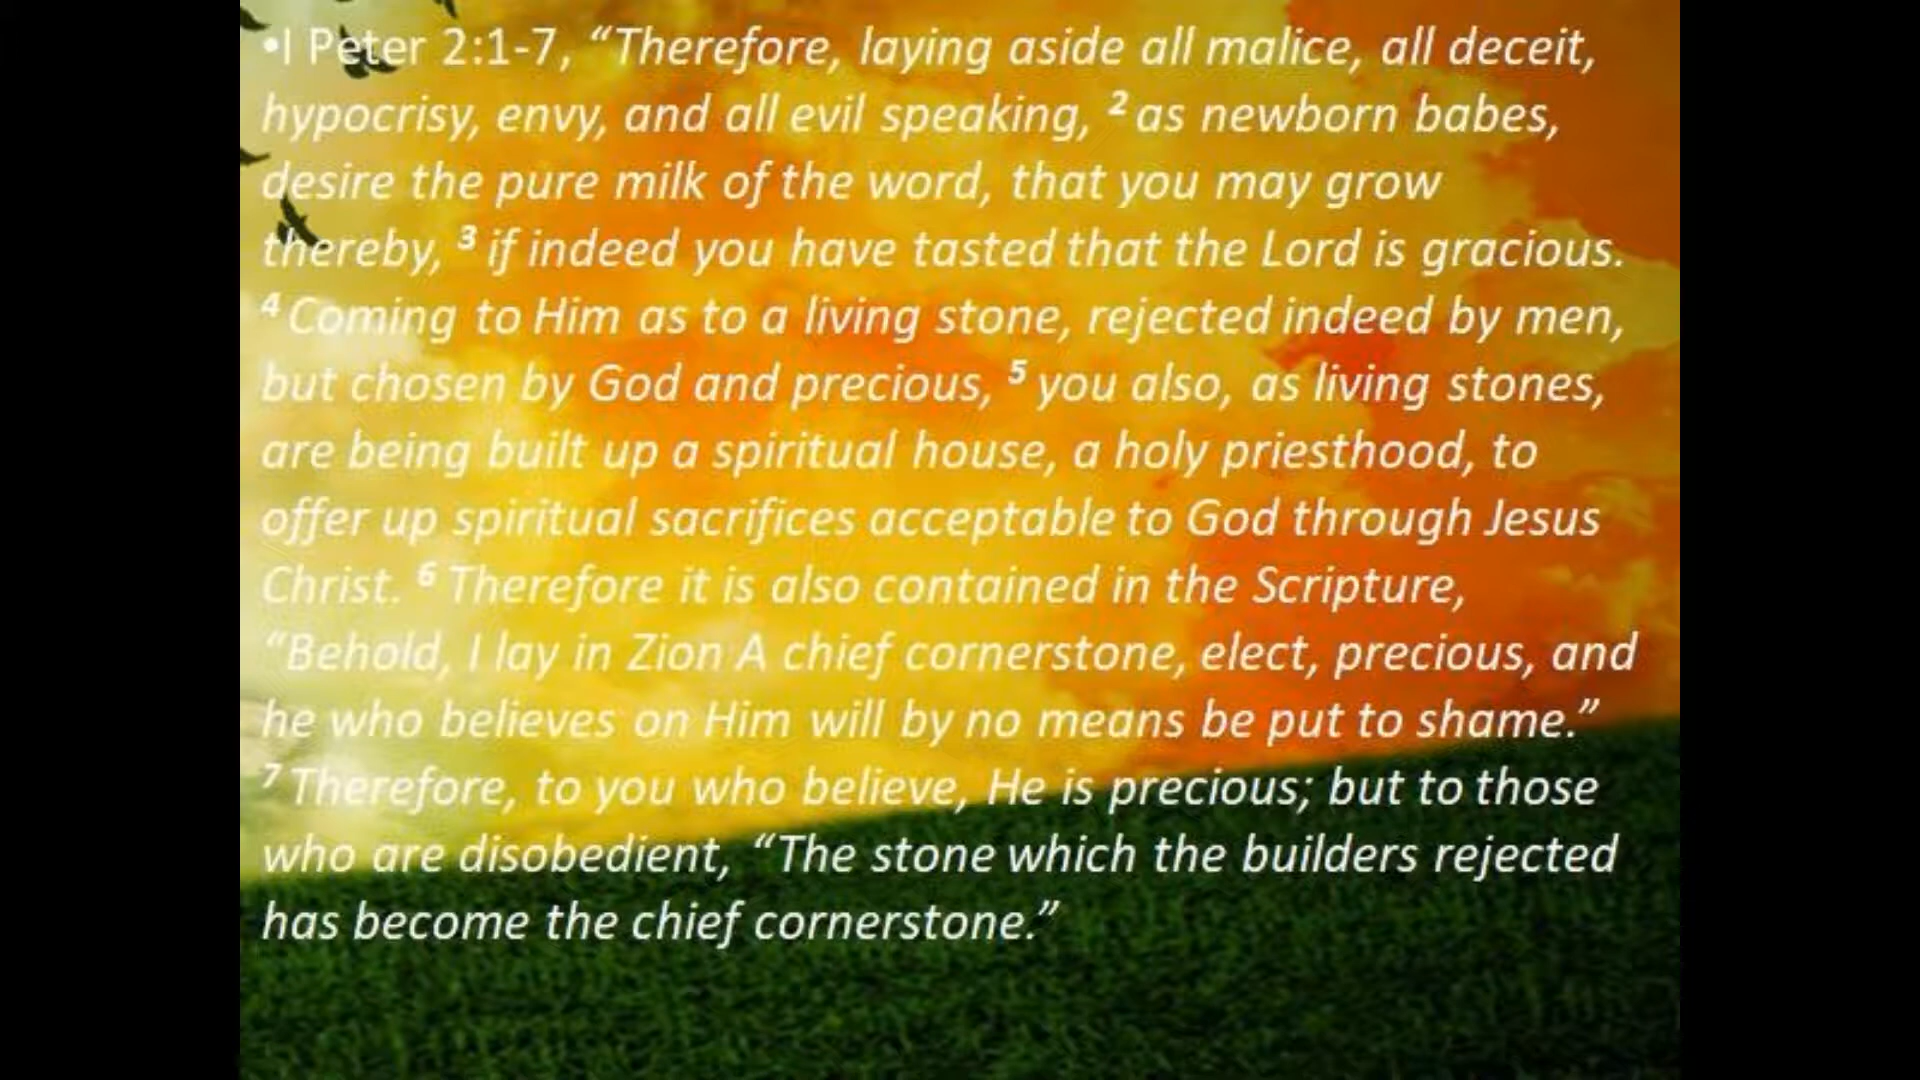 •I Peter 2:1-7, “Therefore, laying aside all malice, all deceit,
hypocrisy, envy, and all evil speaking, 2 as newborn babes,
desire the pure milk of the word, that you may grow
thereby, 3 if indeed you have tasted that the Lord is gracious.
4 Coming to Him as to a living stone, rejected indeed by men,
but chosen by God and precious, 5 you also, as living stones,
are being built up a spiritual house, a holy priesthood, to
offer up spiritual sacrifices acceptable to God through Jesus
Christ. 6 Therefore it is also contained in the Scripture,
“Behold, I lay in Zion A chief cornerstone, elect, precious, and
he who believes on Him will by no means be put to shame.”
7 Therefore, to you who believe, He is precious; but to those
who are disobedient, “The stone which the builders rejected
has become the chief cornerstone.”